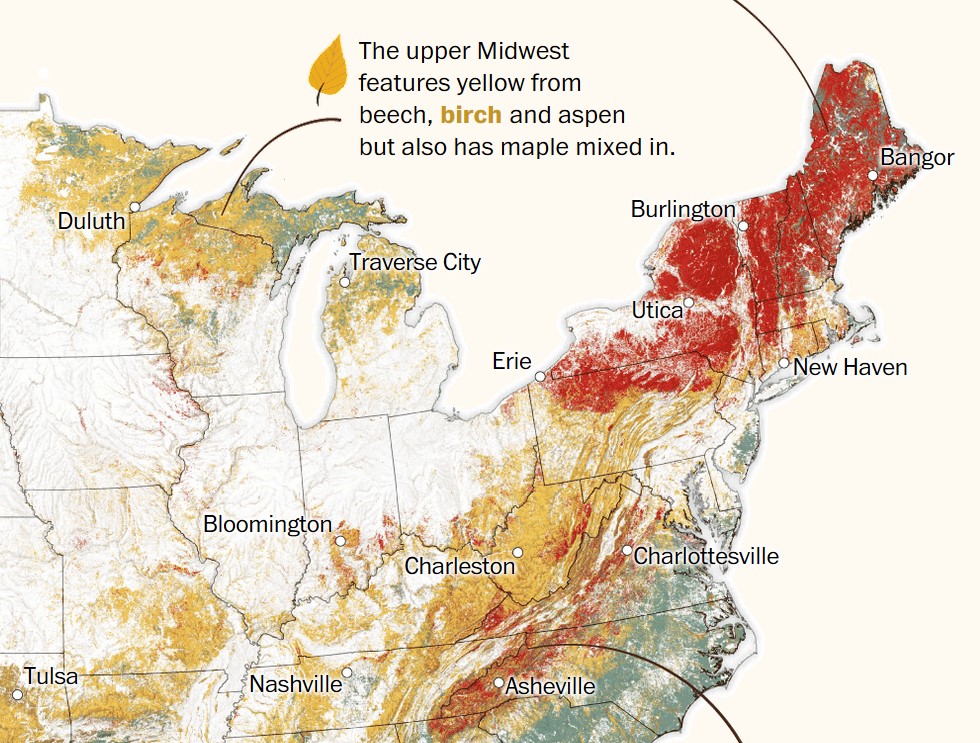 The upper Midwest
features yellow from
beech, birch and aspen
but also has maple mixed in.
Bangor
Burlington
Duluth
Traverse City
Utica
Erie
New Haven
Bloomington
Charleston
Charlottesville
Tulsa
Nashville
Asheville